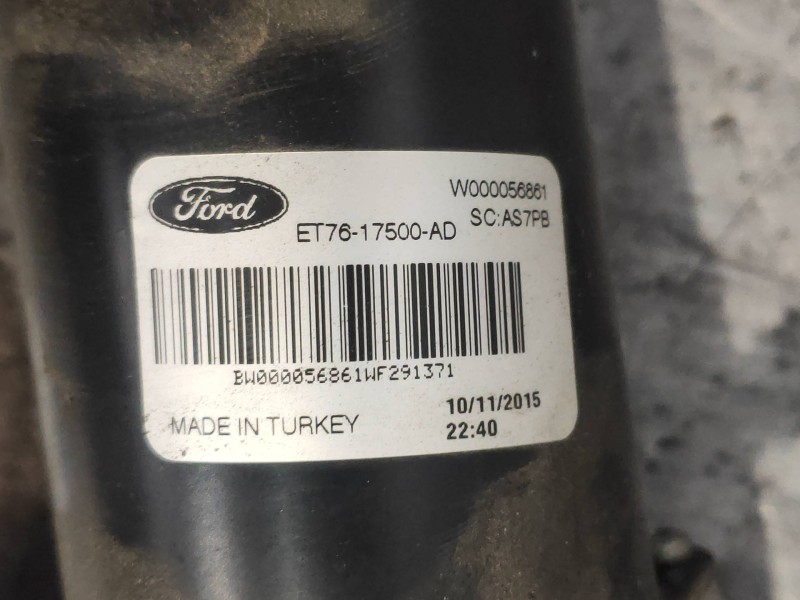 Ford
W000056861
SC:AS7PB
ET76-17500-AD
BW000056861WF291371
MADE IN TURKEY
10/11/2015
22:40